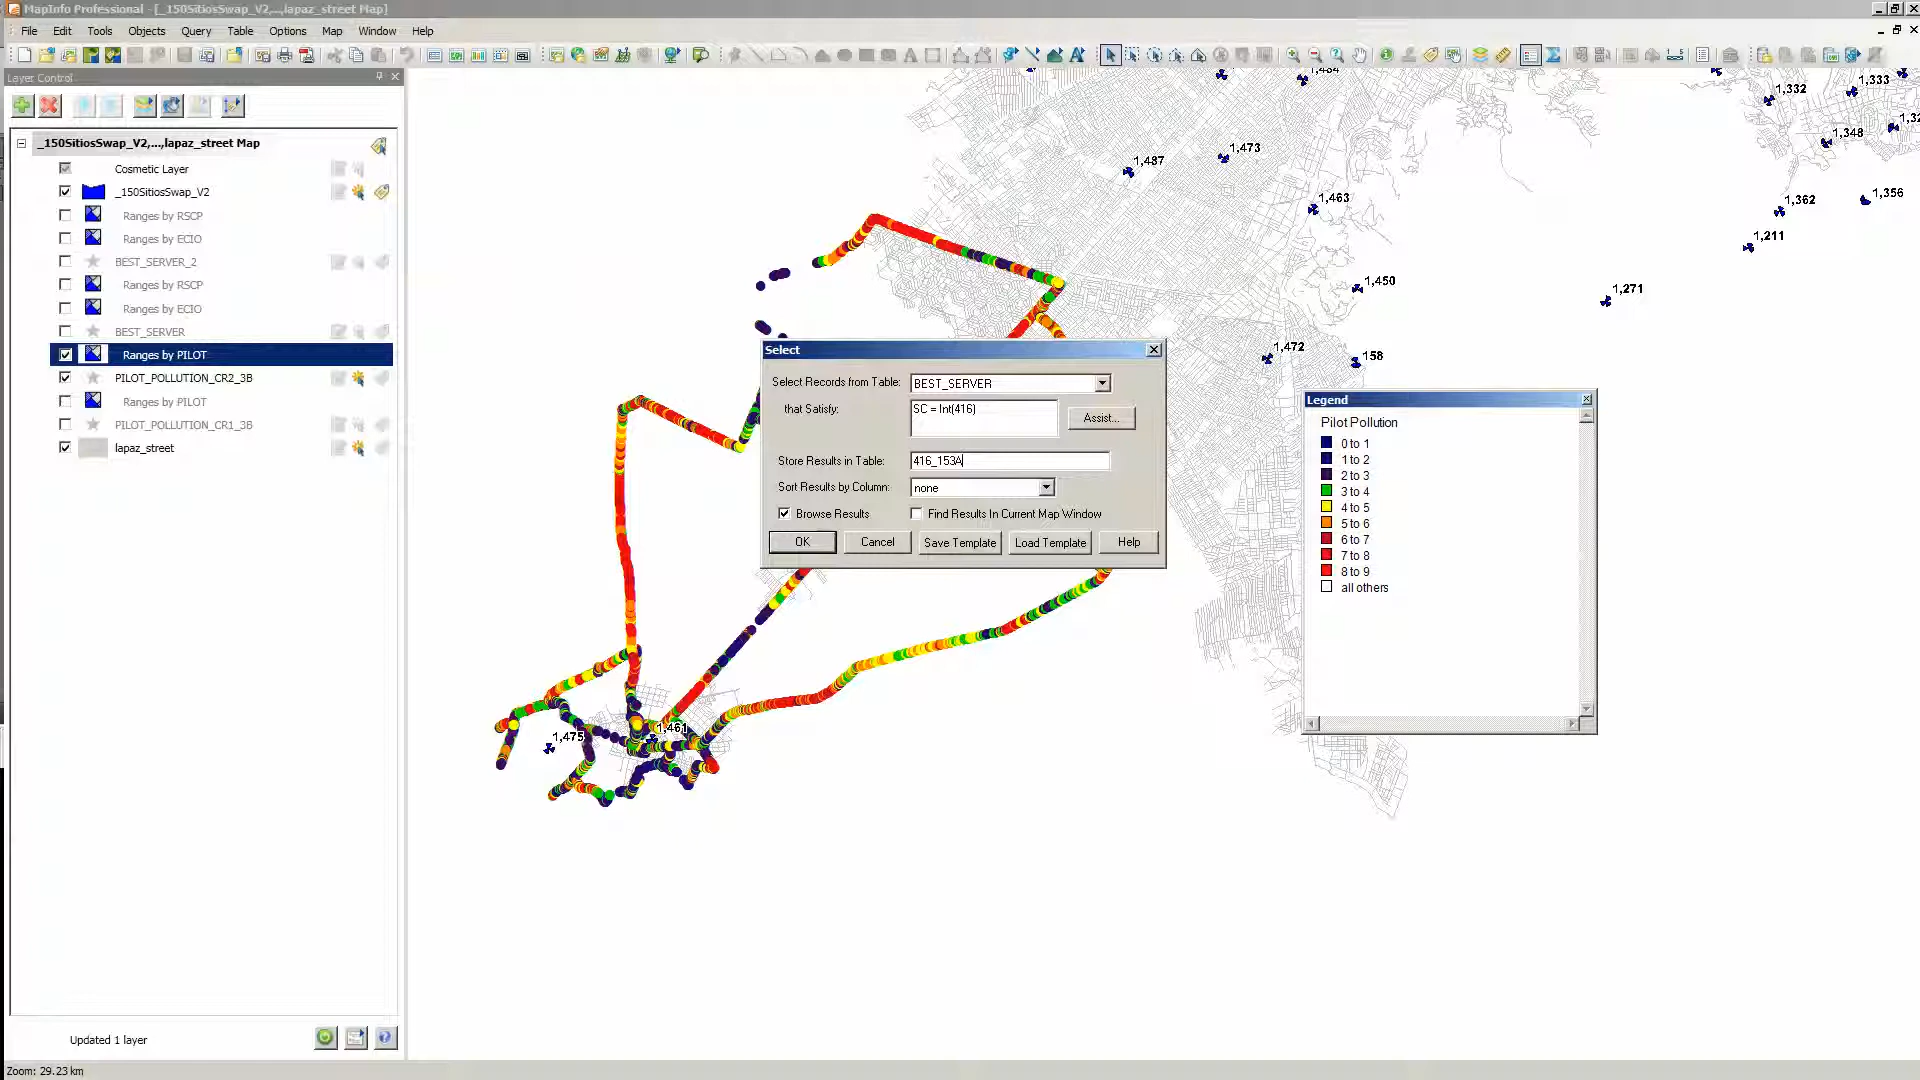 MapInfo Professional - [_150SitiosSwap_V2,...,lapaz_street Map]
File Edit Tools Objects Query Table Options Map Window Help
Layer Control
_150SitiosSwap_V2,...,lapaz_street Map
Cosmetic Layer
_150SitiosSwap_V2
Ranges by RSCP
Ranges by ECIO
BEST_SERVER_2
Ranges by RSCP
Ranges by ECIO
BEST_SERVER
Ranges by PILOT
PILOT_POLLUTION_CR2_3B
Ranges by PILOT
PILOT_POLLUTION_CR1_3B
lapaz_street
Updated 1 layer
Zoom: 29.23 km
1,332
1,333
1,348
1,487
1,473
1,463
1,362
1,356
1,211
1,450
1,271
1,472
158
1,461
1,475
Select
Select Records from Table: BEST_SERVER
that Satisfy: SC = Int(416)
Assist...
Store Results in Table: 416_153A
Sort Results by Column: none
Browse Results Find Results In Current Map Window
OK Cancel Save Template Load Template Help
Legend
Pilot Pollution
0 to 1
1 to 2
2 to 3
3 to 4
4 to 5
5 to 6
6 to 7
7 to 8
8 to 9
all others